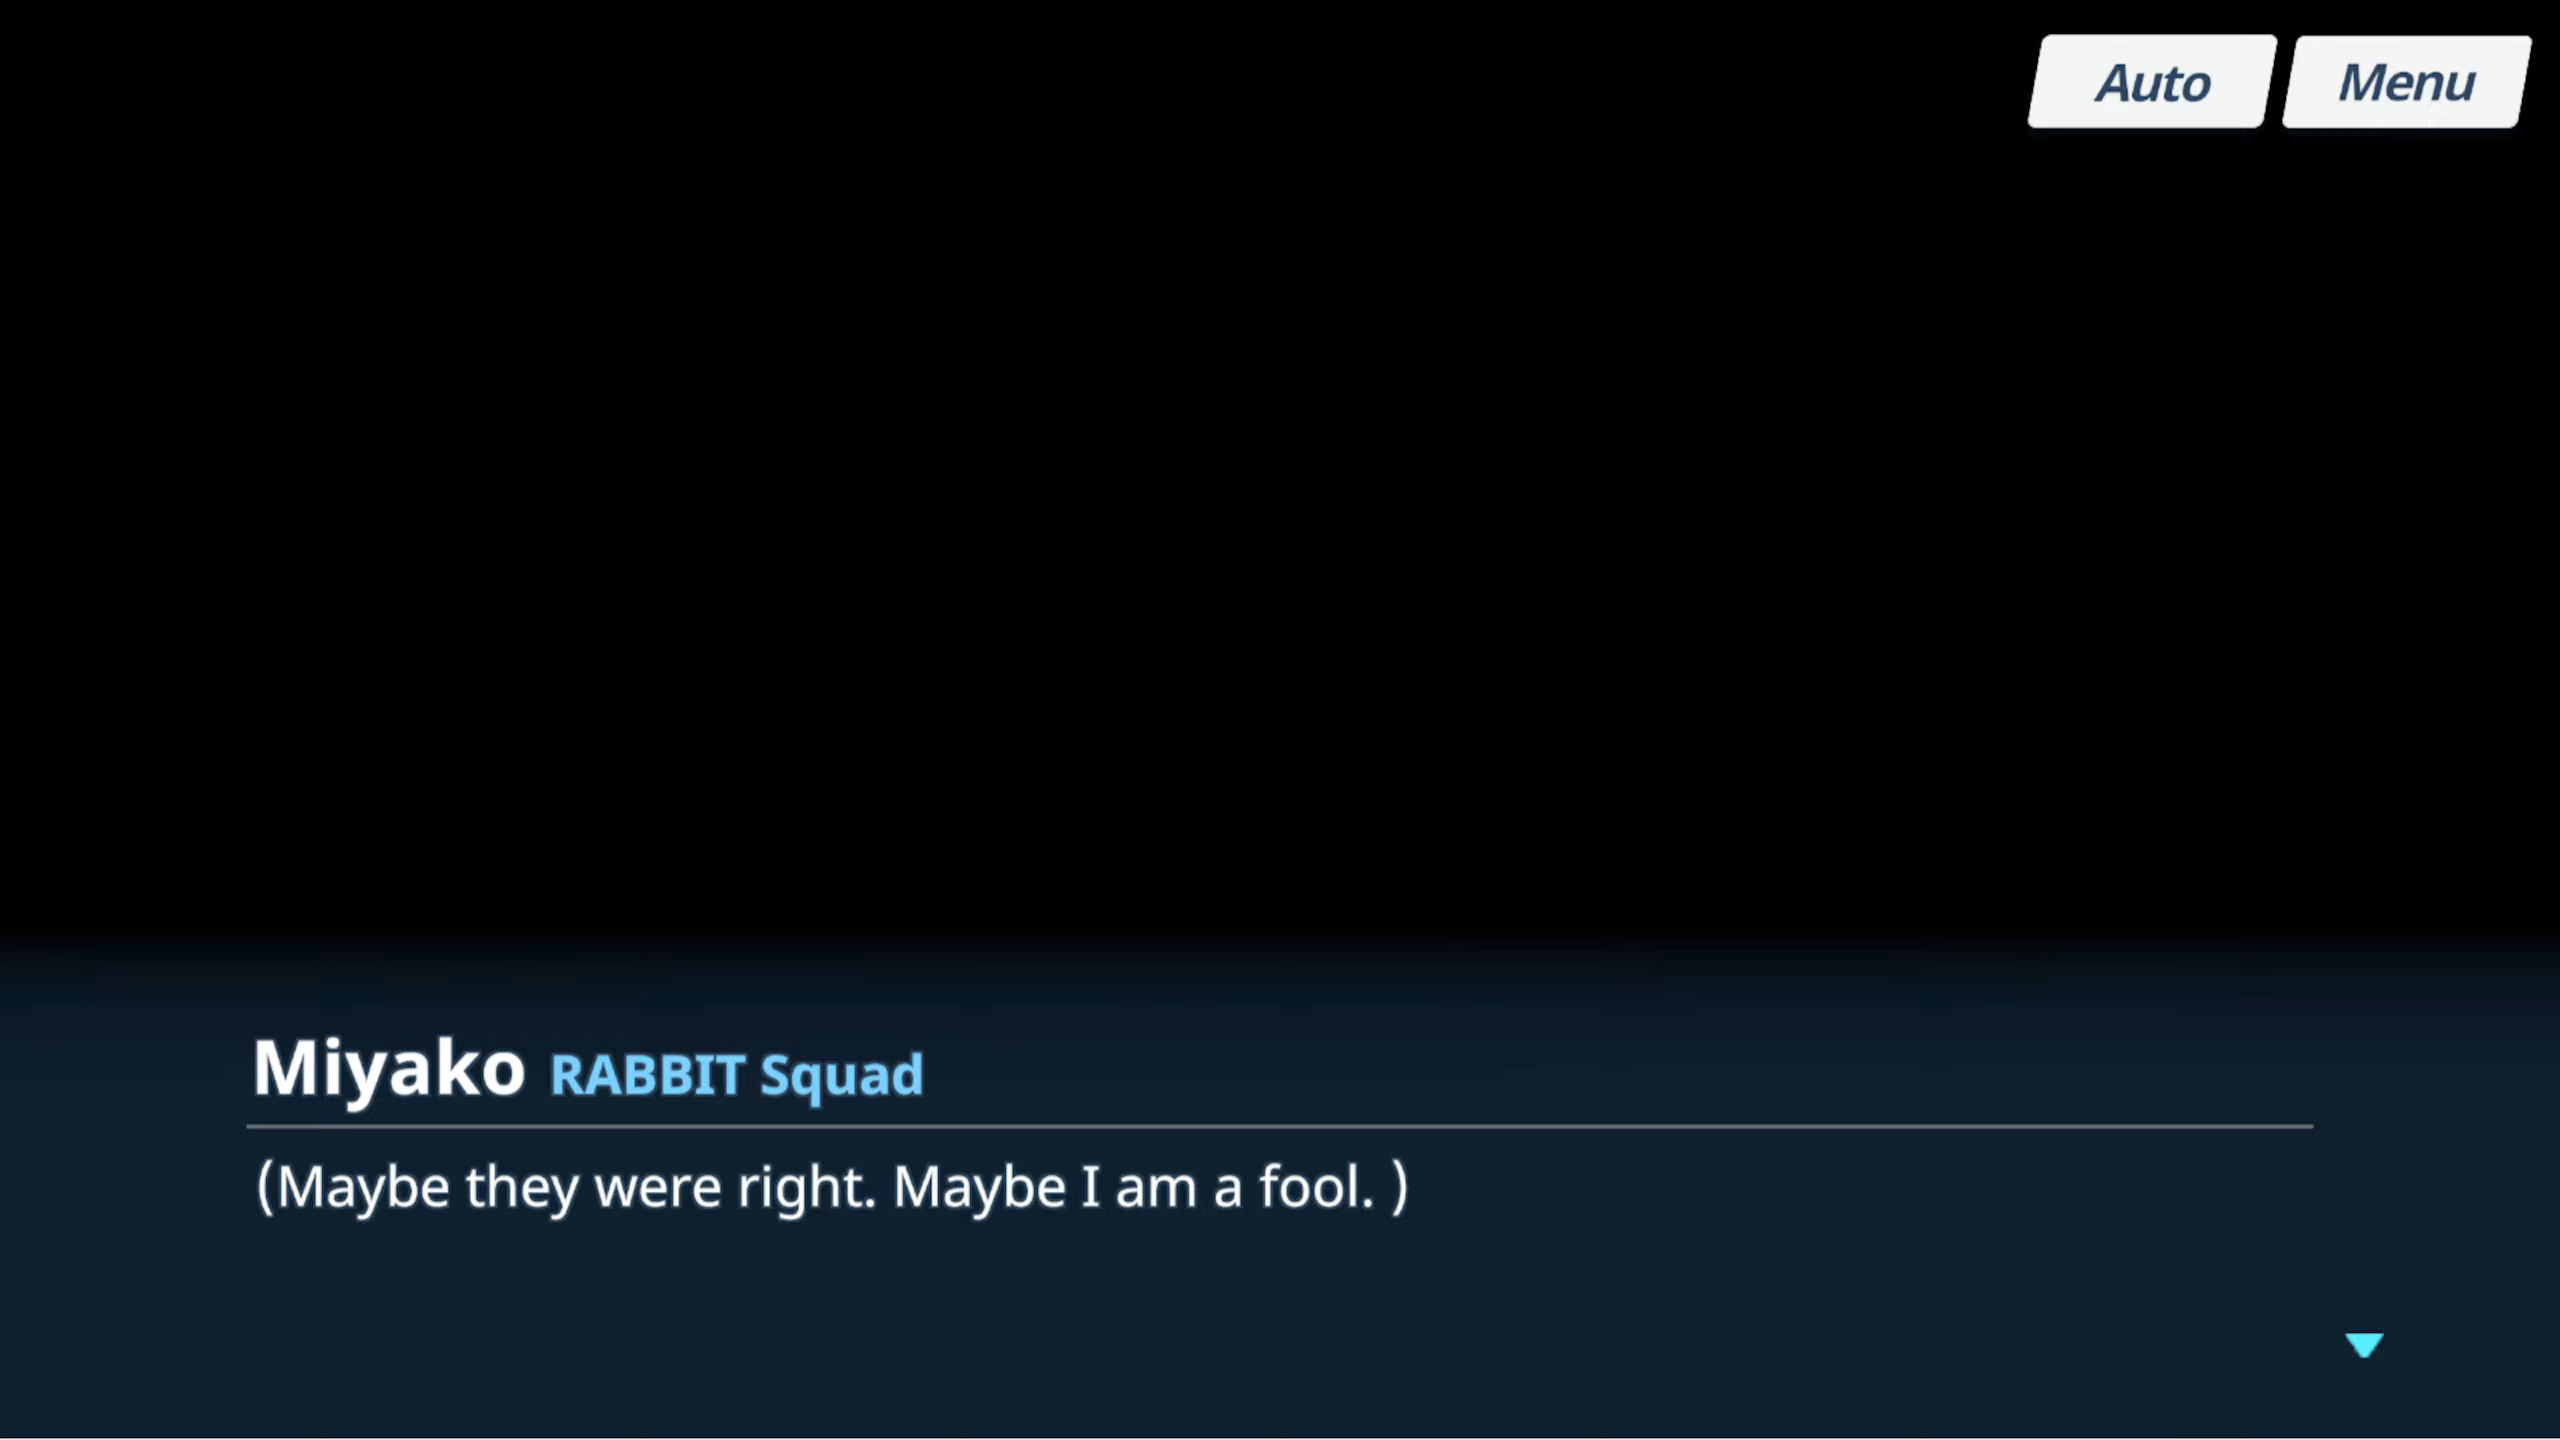 Auto Menu
Miyako RABBIT Squad
(Maybe they were right. Maybe I am a fool. )